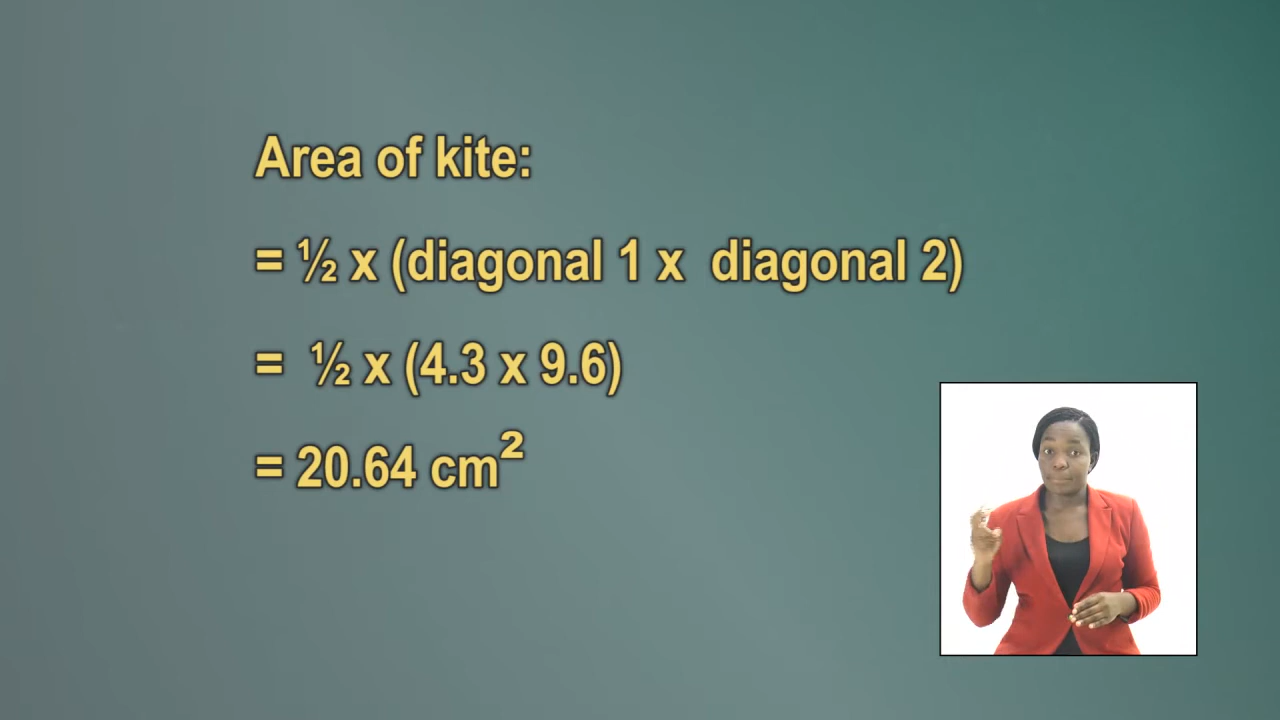 Area of kite:
= ½ x (diagonal 1 x diagonal 2)
= ½ x (4.3 x 9.6)
= 20.64 cm²